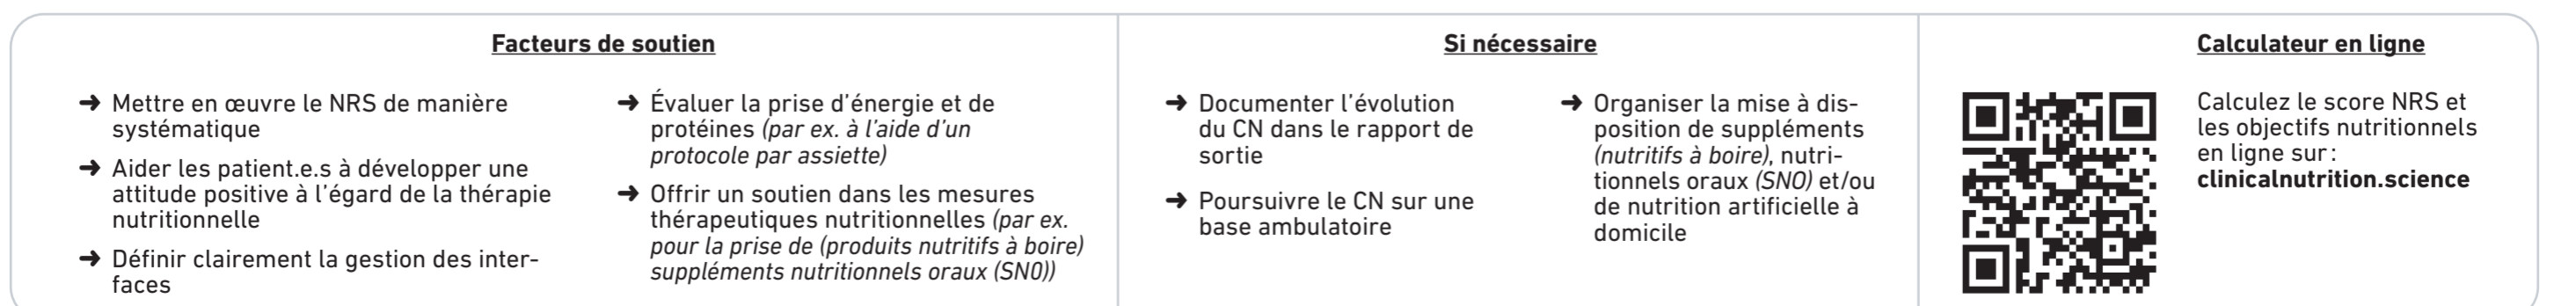 Facteurs de soutien
➜ Mettre en œuvre le NRS de manière
systématique
➜ Aider les patient.e.s à développer une
attitude positive à l’égard de la thérapie
nutritionnelle
➜ Définir clairement la gestion des inter-
faces
➜ Évaluer la prise d’énergie et de
protéines (par ex. à l’aide d’un
protocole par assiette)
➜ Offrir un soutien dans les mesures
thérapeutiques nutritionnelles (par ex.
pour la prise de (produits nutritifs à boire)
suppléments nutritionnels oraux (SNO))
Si nécessaire
➜ Documenter l’évolution
du CN dans le rapport de
sortie
➜ Poursuivre le CN sur une
base ambulatoire
➜ Organiser la mise à dis-
position de suppléments
(nutritifs à boire), nutri-
tionnels oraux (SNO) et/ou
de nutrition artificielle à
domicile
Calculateur en ligne
Calculez le score NRS et
les objectifs nutritionnels
en ligne sur :
clinicalnutrition.science